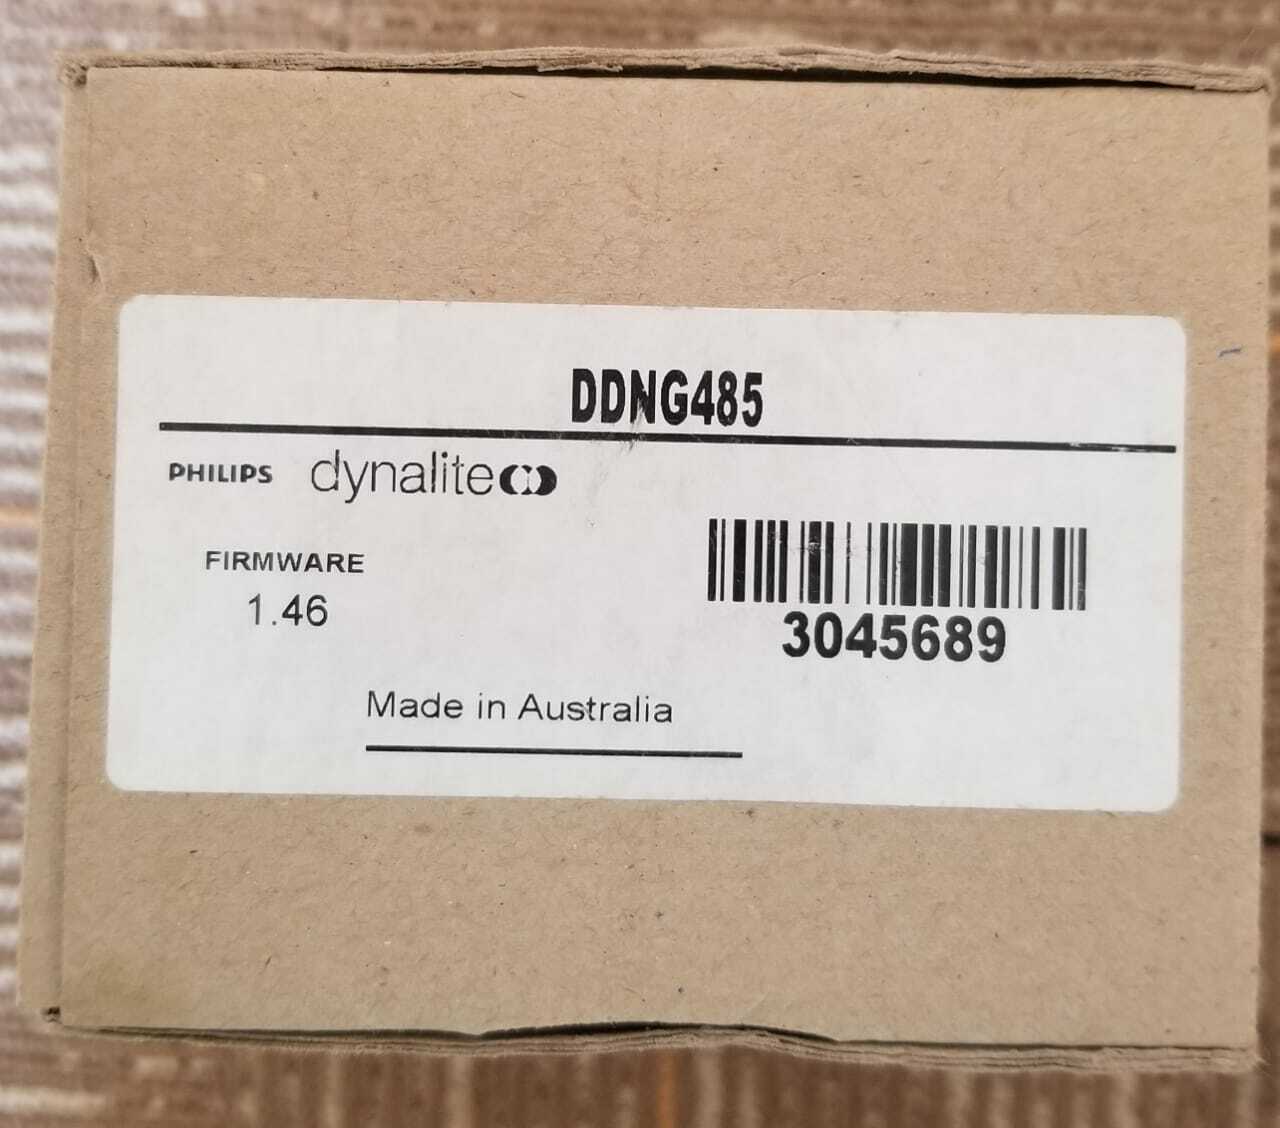 DDNG485
PHILIPS dynalite
FIRMWARE
1.46
3045689
Made in Australia